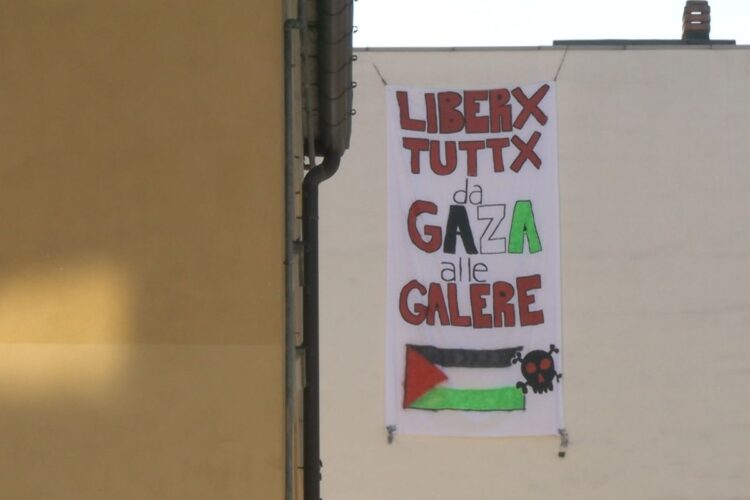 LIBERX
TUTTX
da
GAZA
alle
GALERE